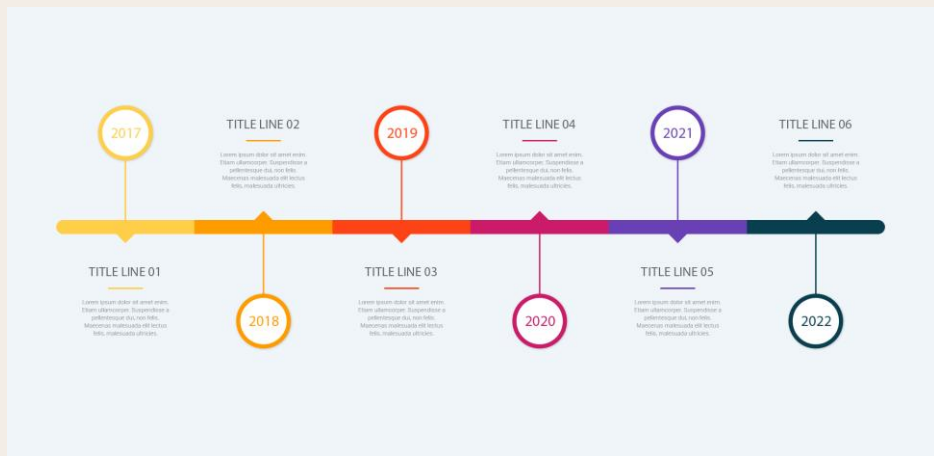 2017
TITLE LINE 01
Lorem ipsum dolor sit amet enim.
Etiam ullamcorper. Suspendisse a
pellentesque dui, non felis.
Maecenas malesuada elit lectus
felis, malesuada ultricies.
TITLE LINE 02
Lorem ipsum dolor sit amet enim.
Etiam ullamcorper. Suspendisse a
pellentesque dui, non felis.
Maecenas malesuada elit lectus
felis, malesuada ultricies.
2018
2019
TITLE LINE 03
Lorem ipsum dolor sit amet enim.
Etiam ullamcorper. Suspendisse a
pellentesque dui, non felis.
Maecenas malesuada elit lectus
felis, malesuada ultricies.
TITLE LINE 04
Lorem ipsum dolor sit amet enim.
Etiam ullamcorper. Suspendisse a
pellentesque dui, non felis.
Maecenas malesuada elit lectus
felis, malesuada ultricies.
2020
2021
TITLE LINE 05
Lorem ipsum dolor sit amet enim.
Etiam ullamcorper. Suspendisse a
pellentesque dui, non felis.
Maecenas malesuada elit lectus
felis, malesuada ultricies.
TITLE LINE 06
Lorem ipsum dolor sit amet enim.
Etiam ullamcorper. Suspendisse a
pellentesque dui, non felis.
Maecenas malesuada elit lectus
felis, malesuada ultricies.
2022